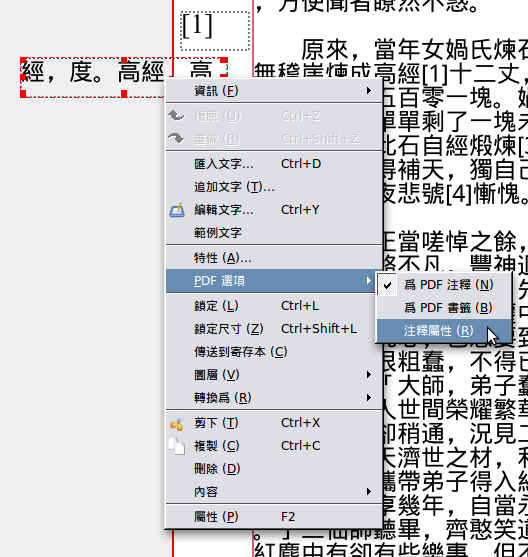 [1]
經，度。高經 高
，方便閱者瞭然不惑。
原來，當年女媧氏煉石
無稽崖煉成高經[1]十二丈，
五百零一塊。媧
單單剩了一塊未
此石自經煅煉[3
得補天，獨自己
夜悲號[4]慚愧。
正當嗟悼之餘，
格不凡，豐神迥
很粗蠢，不得已
「大師，弟子蠢
人世間榮耀繁華
卻稍通，況見二
天濟世之材，利
攜帶弟子得入紅
享幾年，自當永
。」二仙師聽畢，齊憨笑道
紅塵中有卻有些樂事，但不
資訊 (F)
復原 (U) Ctrl+Z
重做 (R) Ctrl+Shift+Z
匯入文字... Ctrl+D
追加文字 (T)...
編輯文字... Ctrl+Y
範例文字
特性 (A)...
PDF 選項
鎖定 (L) Ctrl+L
鎖定尺寸 (Z) Ctrl+Shift+L
傳送到寄存本 (C)
圖層 (V)
轉換爲 (R)
剪下 (T) Ctrl+X
複製 (C) Ctrl+C
刪除 (D)
內容
屬性 (P) F2
爲 PDF 注釋 (N)
爲 PDF 書籤 (B)
注釋屬性 (R)